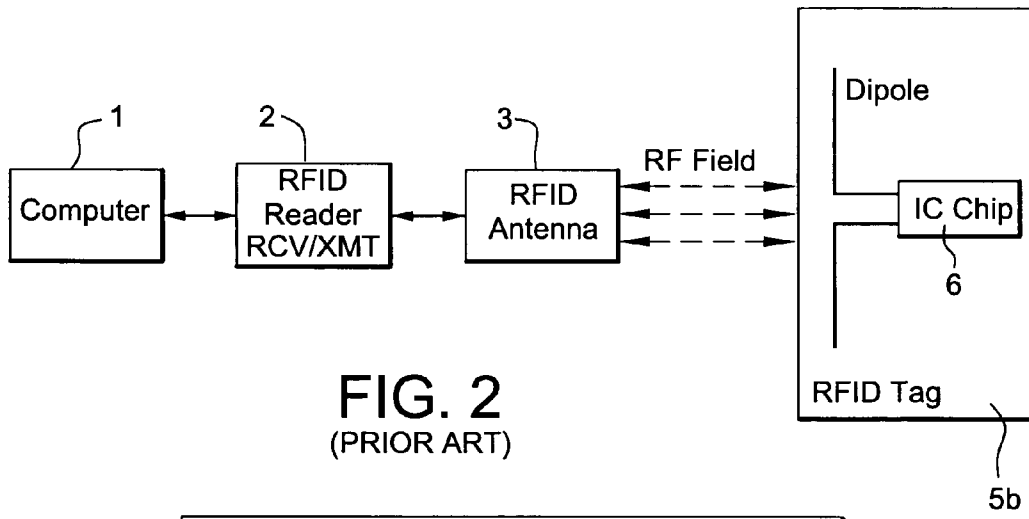 1
2
3
Computer
RFID
Reader
RCV/XMT
RFID
Antenna
RF Field
Dipole
IC Chip
6
RFID Tag
5b
FIG. 2
(PRIOR ART)